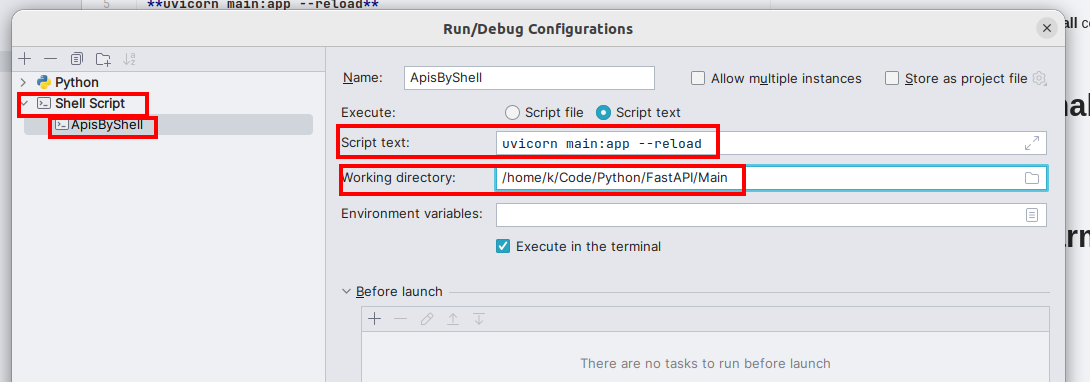 5 **uvicorn main:app --reload**
Run/Debug Configurations
all co
Python
Shell Script
ApisByShell
Name: ApisByShell Allow multiple instances Store as project file
Execute: Script file Script text
Script text: uvicorn main:app --reload
Working directory: /home/k/Code/Python/FastAPI/Main
Environment variables:
Execute in the terminal
Before launch
There are no tasks to run before launch